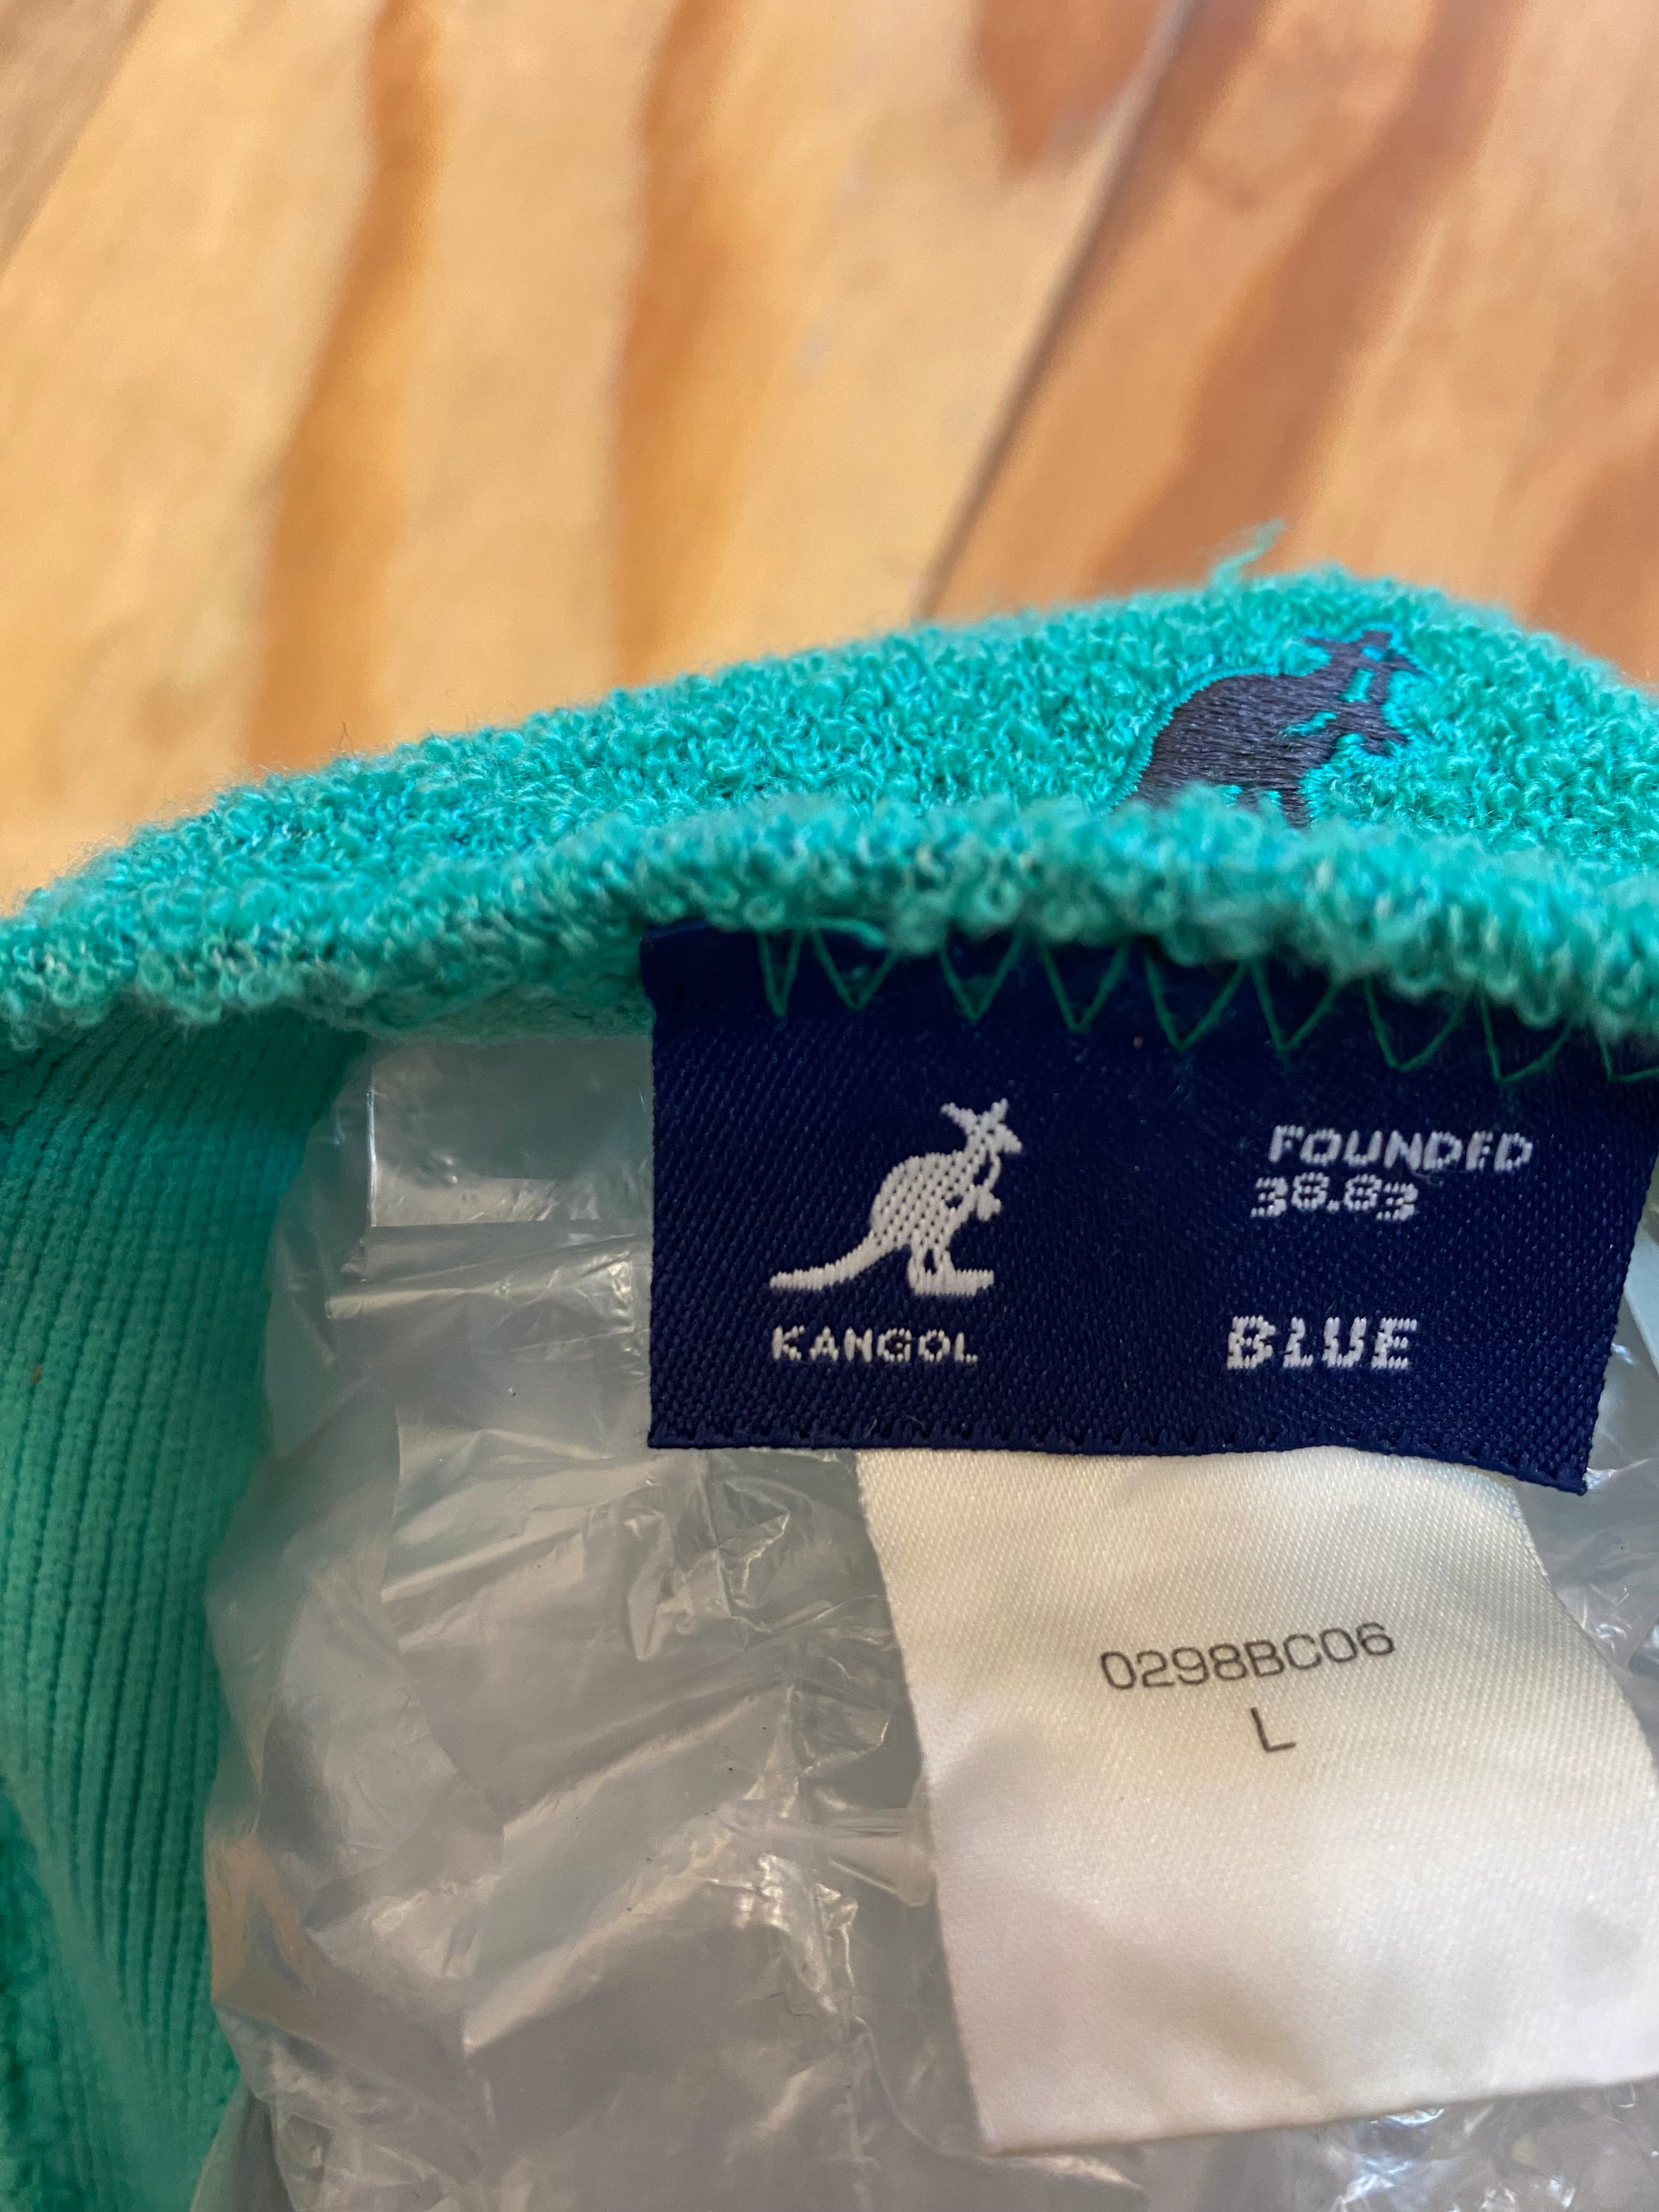 FOUNDED
38.83
KANGOL
BLUE
0298BC06
L